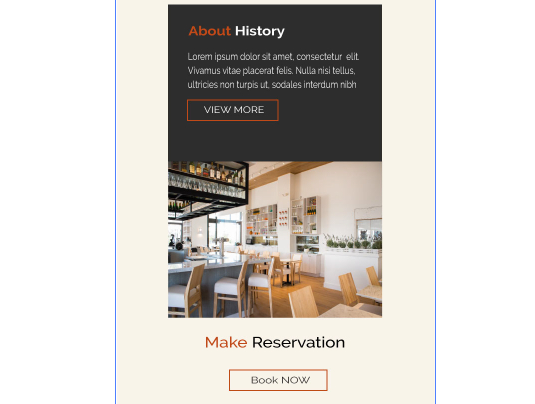 About History
Lorem ipsum dolor sit amet, consectetur elit.
Vivamus vitae placerat felis. Nulla nisi tellus,
ultricies non turpis ut, sodales interdum nibh
VIEW MORE
Make Reservation
Book NOW